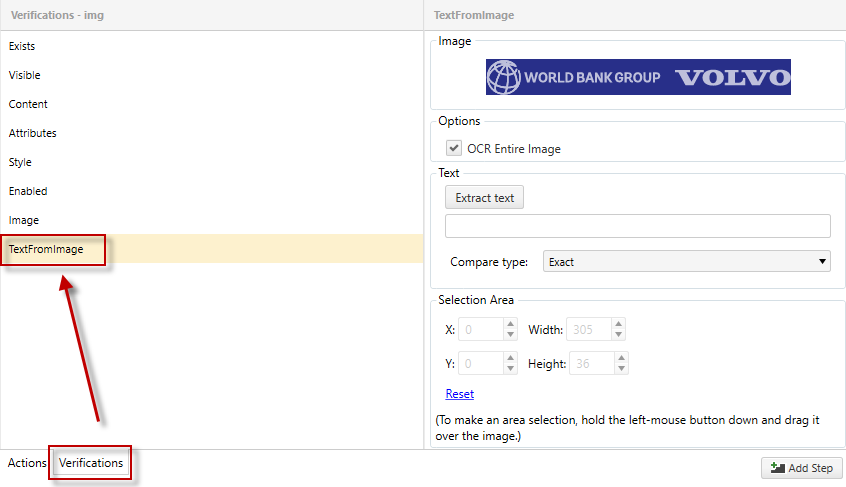 Verifications - img
Exists
Visible
Content
Attributes
Style
Enabled
Image
TextFromImage
Actions
Verifications
TextFromImage
Image
WORLD BANK GROUP VOLVO
Options
OCR Entire Image
Text
Extract text
Compare type: Exact
Selection Area
X: 0 Width: 305
Y: 0 Height: 36
Reset
(To make an area selection, hold the left-mouse button down and drag it
over the image.)
Add Step